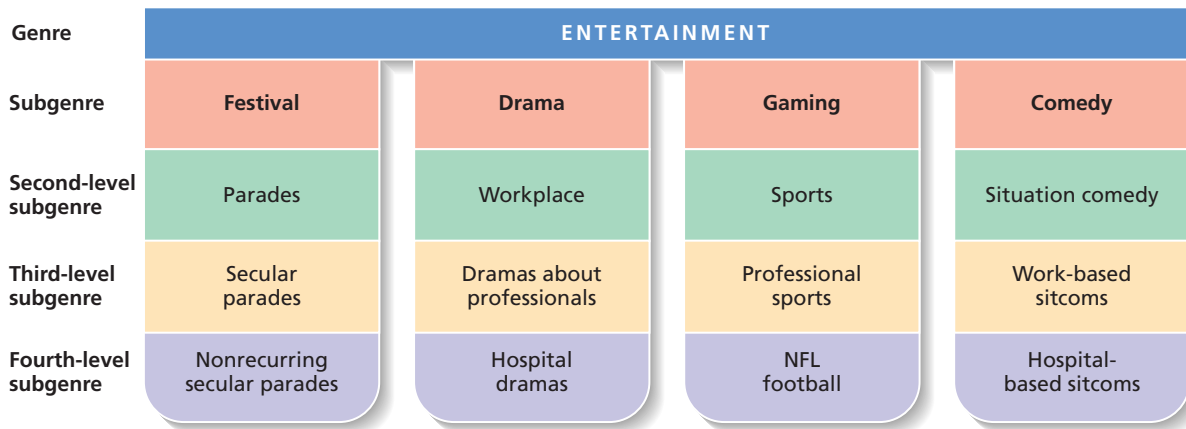 Genre
ENTERTAINMENT
Subgenre
Festival
Drama
Gaming
Comedy
Second-level
subgenre
Parades
Workplace
Sports
Situation comedy
Third-level
subgenre
Secular
parades
Dramas about
professionals
Professional
sports
Work-based
sitcoms
Fourth-level
subgenre
Nonrecurring
secular parades
Hospital
dramas
NFL
football
Hospital-
based sitcoms